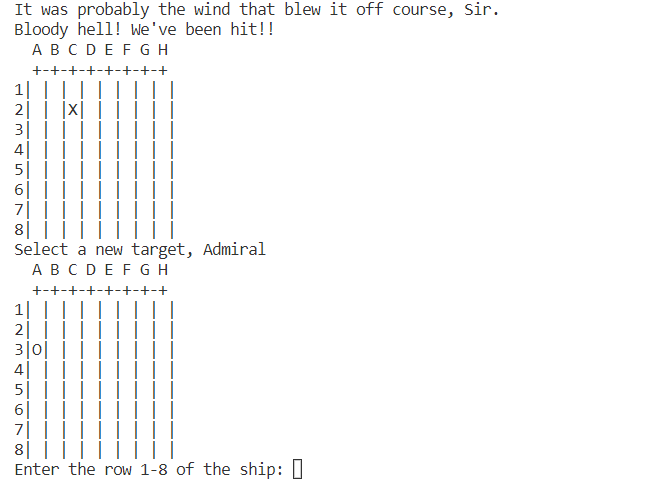 It was probably the wind that blew it off course, Sir.
Bloody hell! We've been hit!!
  A B C D E F G H
  +-+-+-+-+-+-+-+
1| | | | | | | | |
2| | |X| | | | | |
3| | | | | | | | |
4| | | | | | | | |
5| | | | | | | | |
6| | | | | | | | |
7| | | | | | | | |
8| | | | | | | | |
Select a new target, Admiral
  A B C D E F G H
  +-+-+-+-+-+-+-+
1| | | | | | | | |
2| | | | | | | | |
3|O| | | | | | | |
4| | | | | | | | |
5| | | | | | | | |
6| | | | | | | | |
7| | | | | | | | |
8| | | | | | | | |
Enter the row 1-8 of the ship: